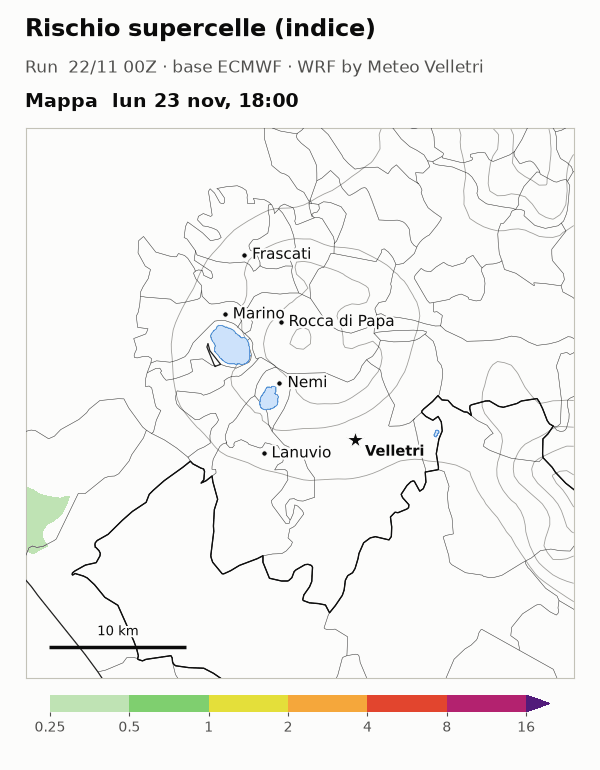 Rischio supercelle (indice)
Run  22/11 00Z · base ECMWF · WRF by Meteo Velletri
Mappa  lun 23 nov, 18:00
Frascati
Marino
Rocca di Papa
Nemi
Velletri
Lanuvio
10 km
0.25 0.5 1 2 4 8 16